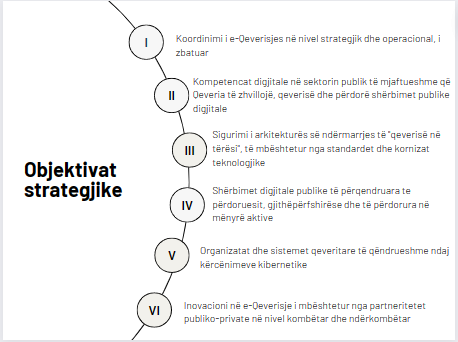 Objektivat
strategjike
I
Koordinimi i e-Qeverisjes në nivel strategjik dhe operacional, i
zbatuar
II
Kompetencat digjitale në sektorin publik të mjaftueshme që
Qeveria të zhvillojë, qeverisë dhe përdorë shërbimet publike
digjitale
III
Sigurimi i arkitekturës së ndërmarrjes të "qeverisë në
tërësi", të mbështetur nga standardet dhe kornizat
teknologjike
IV
Shërbimet digjitale publike të përqendruara te
përdoruesit, gjithëpërfshirëse dhe të përdorura në
mënyrë aktive
V
Organizatat dhe sistemet qeveritare të qëndrueshme ndaj
kërcënimeve kibernetike
VI
Inovacioni në e-Qeverisje i mbështetur nga partneritetet
publiko-private në nivel kombëtar dhe ndërkombëtar